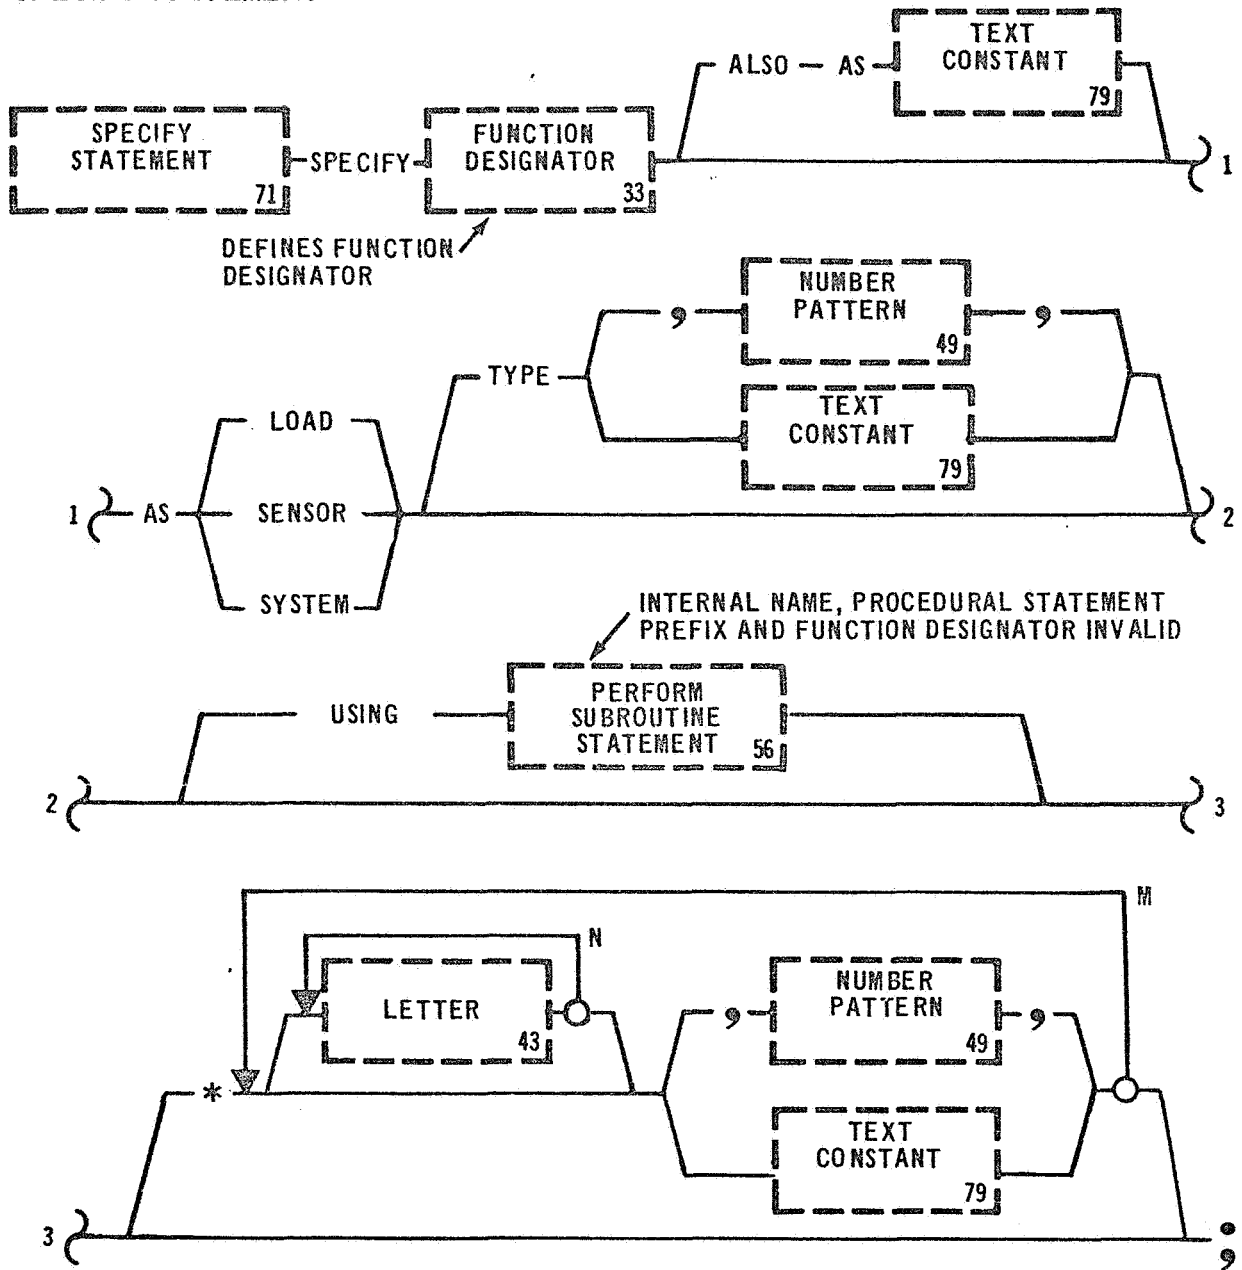 TEXT
CONSTANT
79
ALSO — AS
SPECIFY
STATEMENT
71
SPECIFY
FUNCTION
DESIGNATOR
33
1
DEFINES FUNCTION
DESIGNATOR
NUMBER
PATTERN
49
, ,
TYPE
TEXT
CONSTANT
79
LOAD
1 AS SENSOR 2
SYSTEM
INTERNAL NAME, PROCEDURAL STATEMENT
PREFIX AND FUNCTION DESIGNATOR INVALID
USING
PERFORM
SUBROUTINE
STATEMENT
56
2 3
M
N
LETTER
43
, ,
NUMBER
PATTERN
49
*
TEXT
CONSTANT
79
3 ;